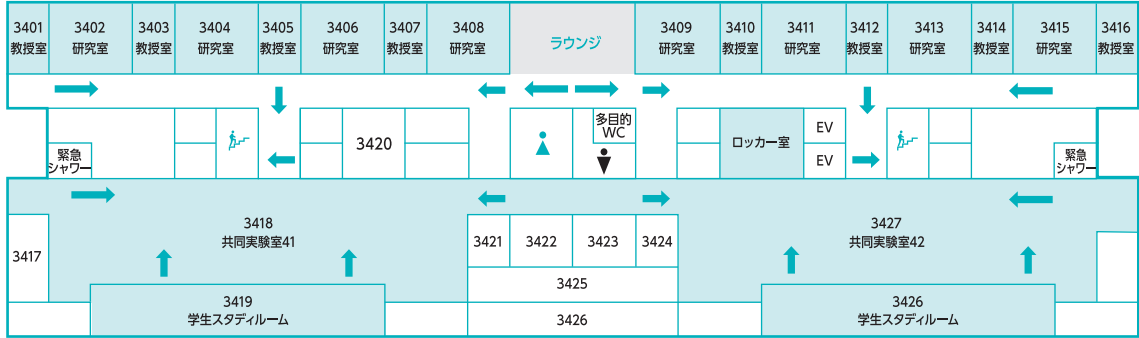 3401
教授室
3402
研究室
3403
教授室
3404
研究室
3405
教授室
3406
研究室
3407
教授室
3408
研究室
ラウンジ
3409
研究室
3410
教授室
3411
研究室
3412
教授室
3413
研究室
3414
教授室
3415
研究室
3416
教授室
緊急
シャワー
3420
多目的
WC
ロッカー室
EV
EV
緊急
シャワー
3417
3418
共同実験室41
3421
3422
3423
3424
3425
3426
3427
共同実験室42
3419
学生スタディルーム
3426
学生スタディルーム